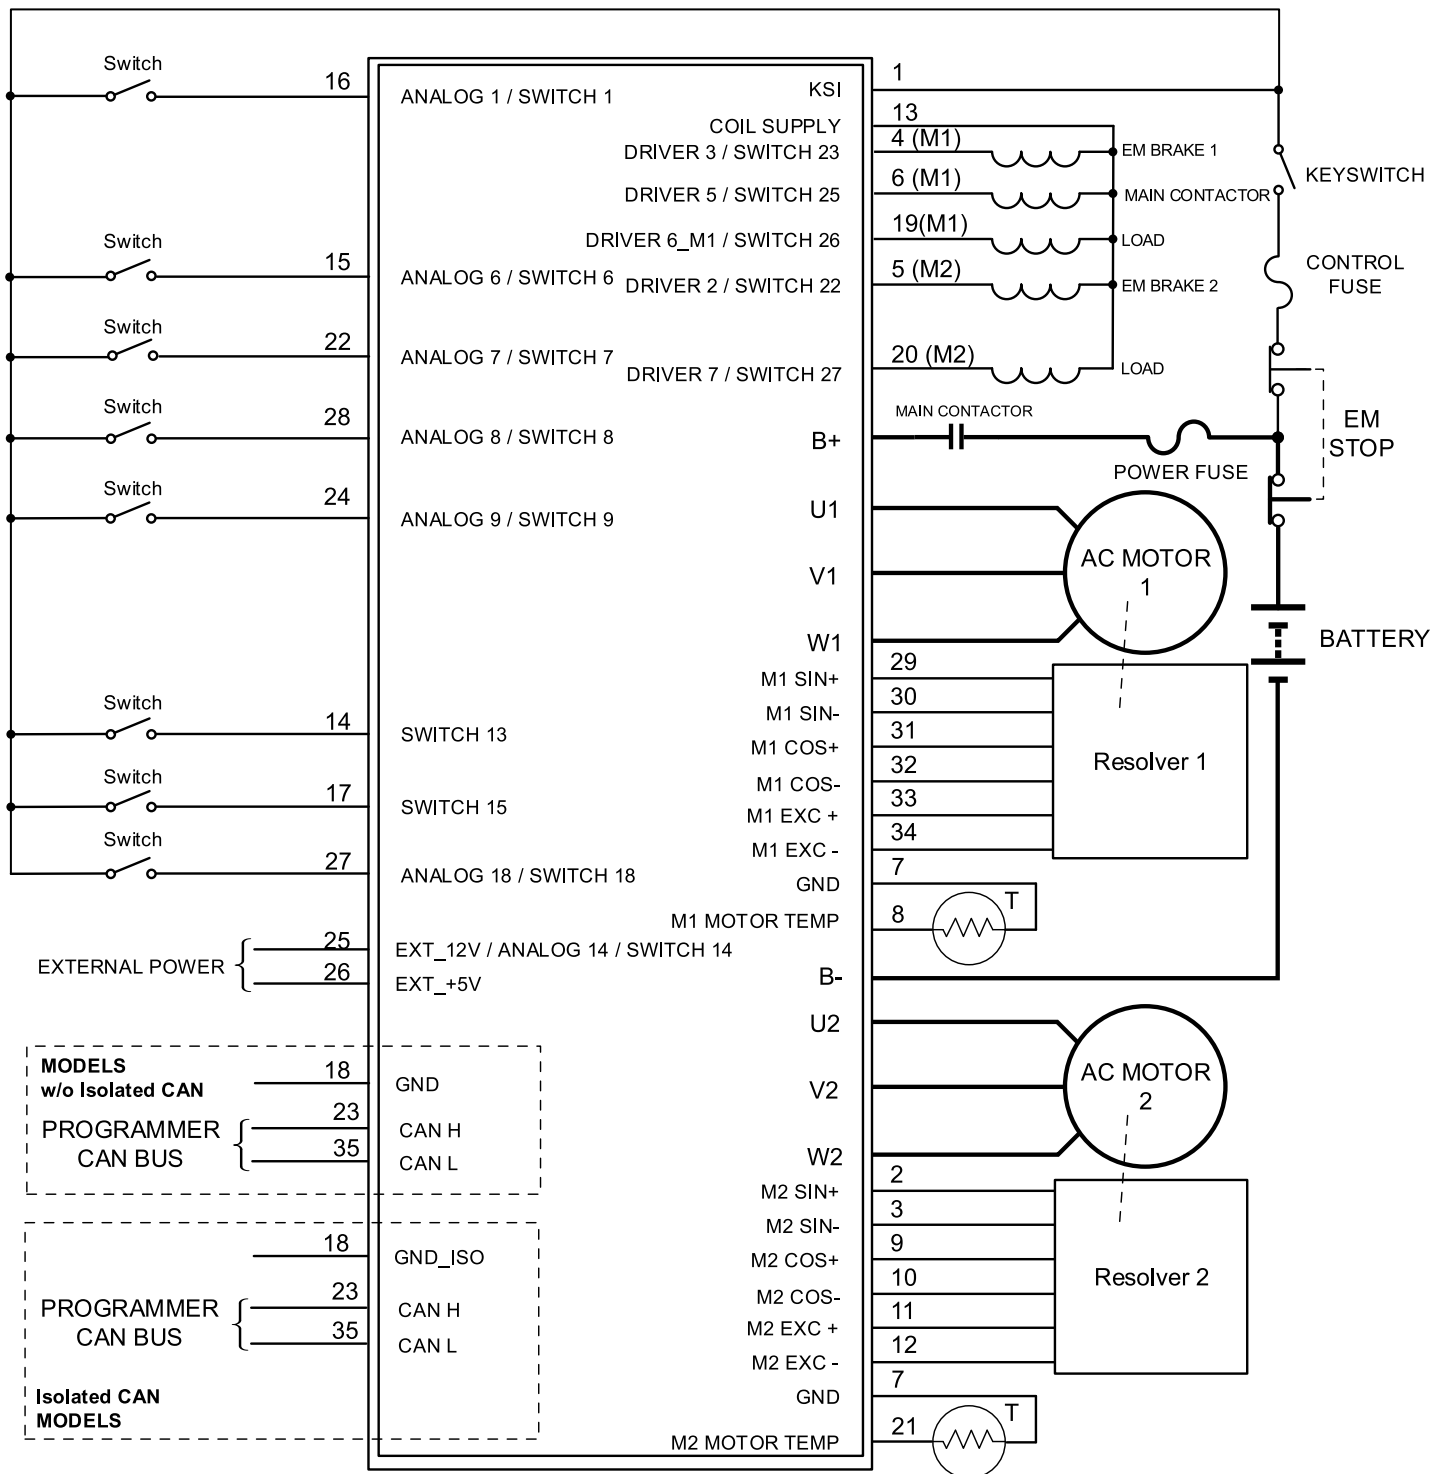 Switch
16
ANALOG 1 / SWITCH 1
Switch
15
ANALOG 6 / SWITCH 6
Switch
22
ANALOG 7 / SWITCH 7
Switch
28
ANALOG 8 / SWITCH 8
Switch
24
ANALOG 9 / SWITCH 9
Switch
14
SWITCH 13
Switch
17
SWITCH 15
Switch
27
ANALOG 18 / SWITCH 18
EXTERNAL POWER
25
EXT_12V / ANALOG 14 / SWITCH 14
26
EXT_+5V
MODELS
w/o Isolated CAN
18
GND
PROGRAMMER
CAN BUS
23
CAN H
35
CAN L
18
GND_ISO
PROGRAMMER
CAN BUS
23
CAN H
35
CAN L
Isolated CAN
MODELS
KSI
1
COIL SUPPLY
13
DRIVER 3 / SWITCH 23
4 (M1)
EM BRAKE 1
DRIVER 5 / SWITCH 25
6 (M1)
MAIN CONTACTOR
DRIVER 6_M1 / SWITCH 26
19(M1)
LOAD
DRIVER 2 / SWITCH 22
5 (M2)
EM BRAKE 2
DRIVER 7 / SWITCH 27
20 (M2)
LOAD
KEYSWITCH
CONTROL
FUSE
EM
STOP
B+
MAIN CONTACTOR
POWER FUSE
U1
V1
W1
AC MOTOR
1
BATTERY
M1 SIN+
29
M1 SIN-
30
M1 COS+
31
M1 COS-
32
M1 EXC +
33
M1 EXC -
34
Resolver 1
GND
7
M1 MOTOR TEMP
8
T
B-
U2
V2
W2
AC MOTOR
2
M2 SIN+
2
M2 SIN-
3
M2 COS+
9
M2 COS-
10
M2 EXC +
11
M2 EXC -
12
Resolver 2
GND
7
M2 MOTOR TEMP
21
T